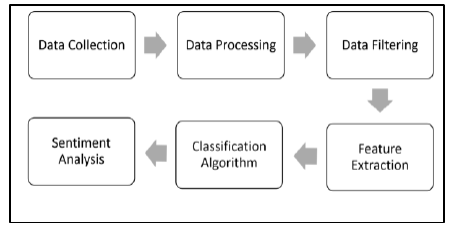 Data Collection
Data Processing
Data Filtering
Feature
Extraction
Classification
Algorithm
Sentiment
Analysis